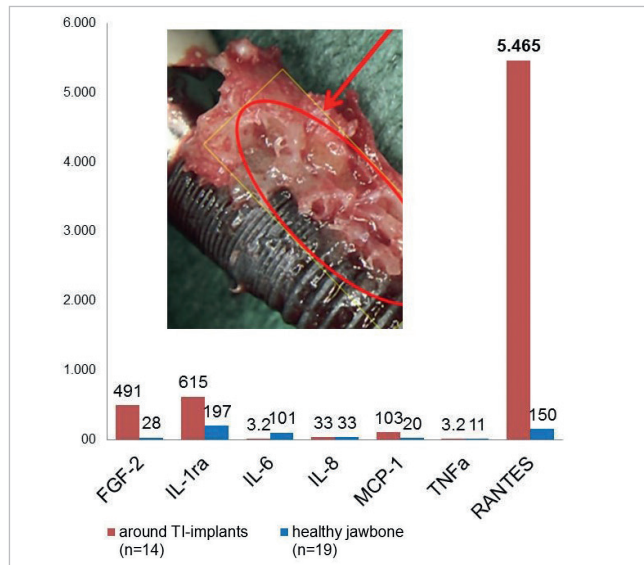 6.000
5.000
4.000
3.000
2.000
1.000
00
491
28
615
197
3.2
101
33
33
103
20
3.2
11
5.465
150
FGF-2
IL-1ra
IL-6
IL-8
MCP-1
TNFa
RANTES
around TI-implants
(n=14)
healthy jawbone
(n=19)